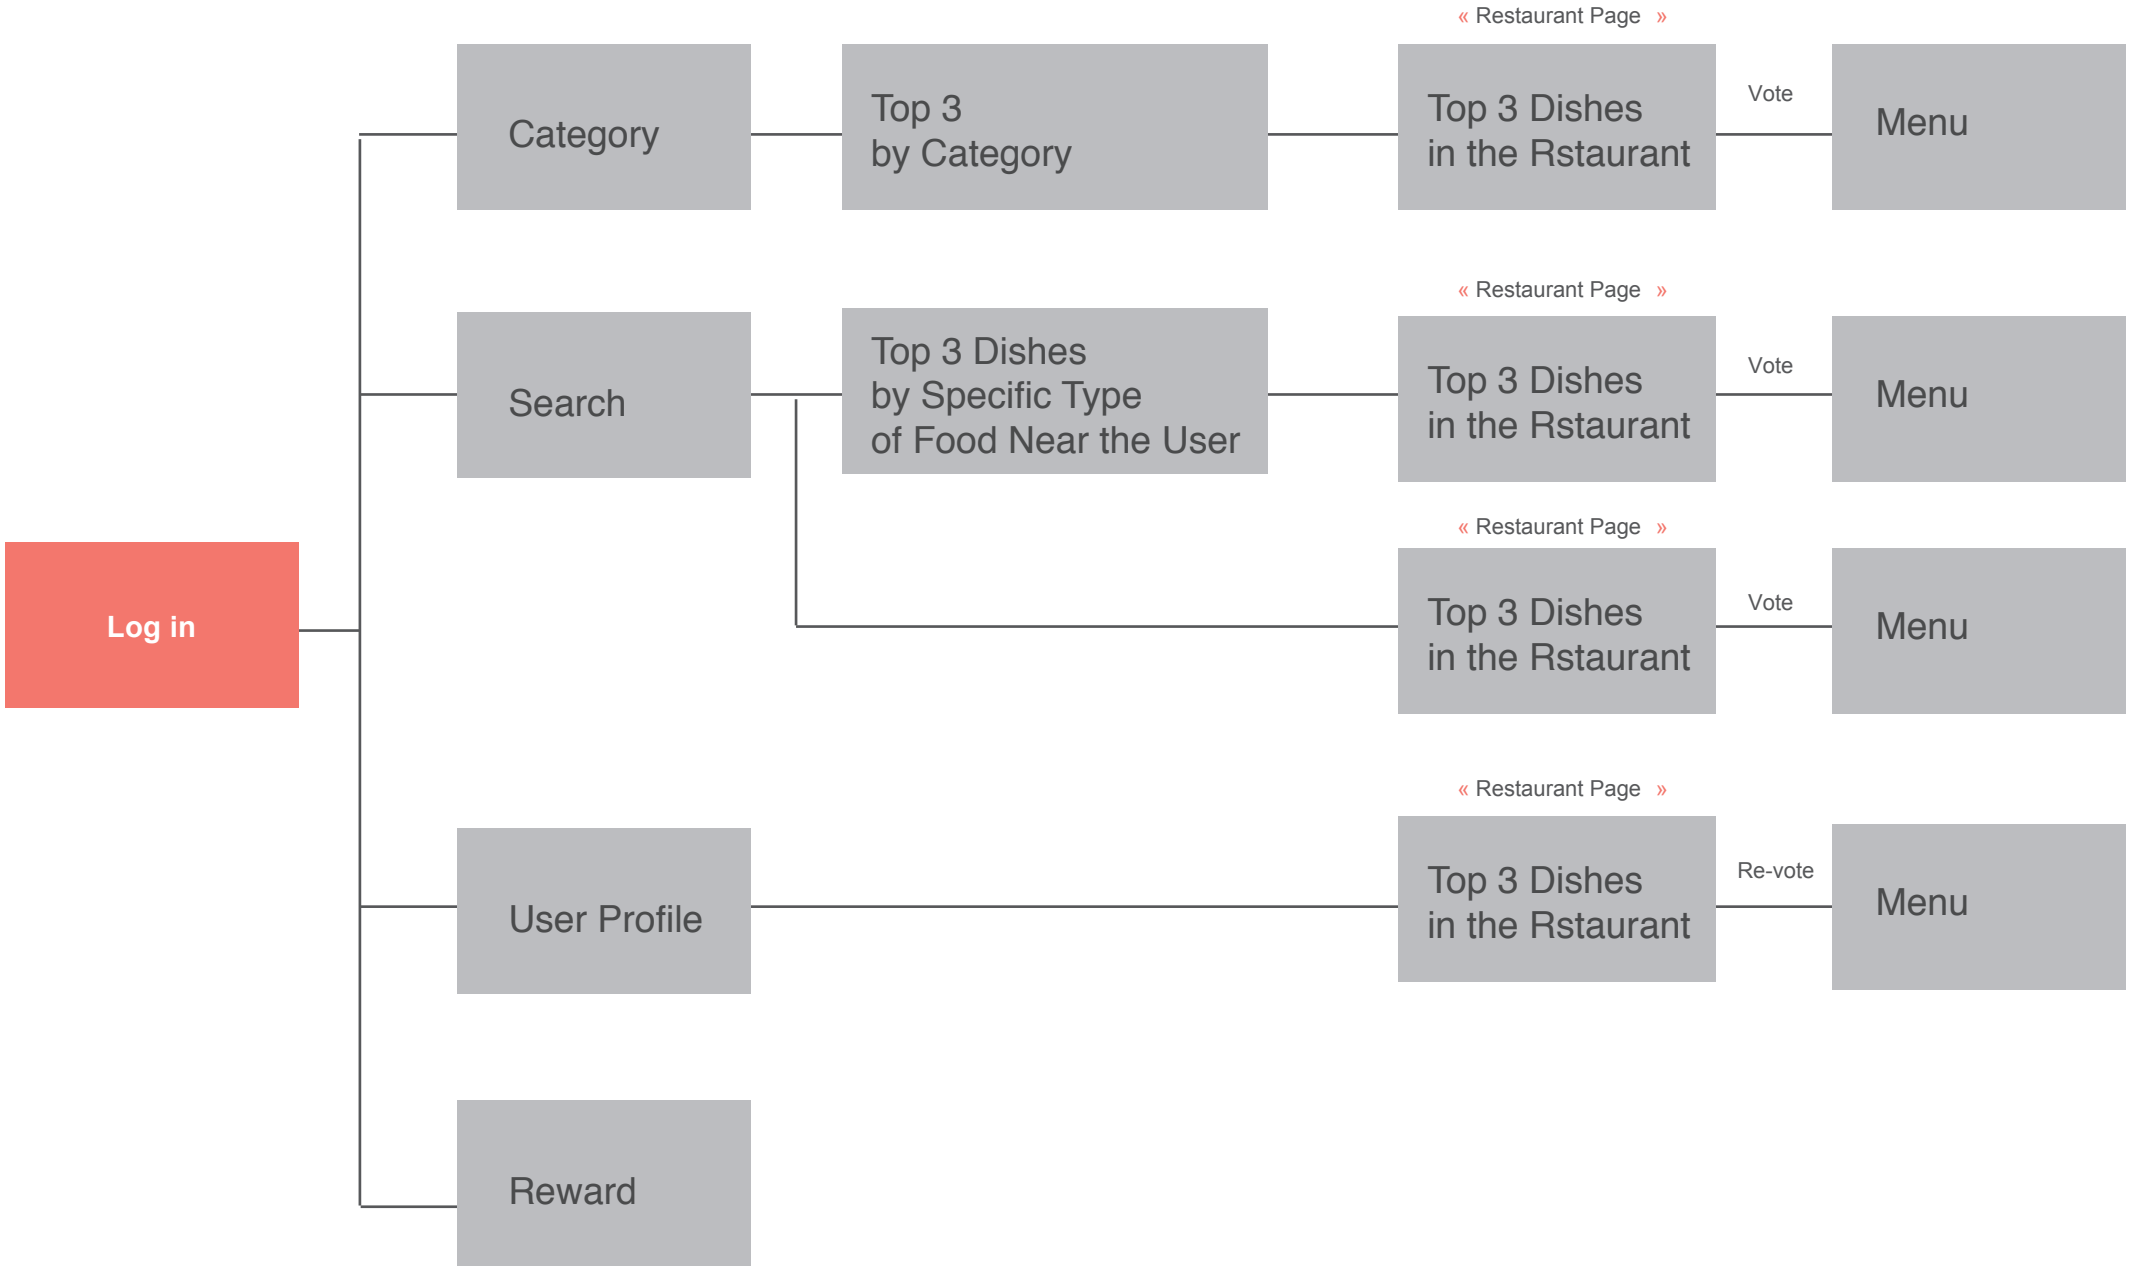 « Restaurant Page »
Category
Top 3
by Category
Top 3 Dishes
in the Rstaurant
Vote
Menu
« Restaurant Page »
Search
Top 3 Dishes
by Specific Type
of Food Near the User
Top 3 Dishes
in the Rstaurant
Vote
Menu
« Restaurant Page »
Top 3 Dishes
in the Rstaurant
Vote
Menu
Log in
« Restaurant Page »
User Profile
Top 3 Dishes
in the Rstaurant
Re-vote
Menu
Reward